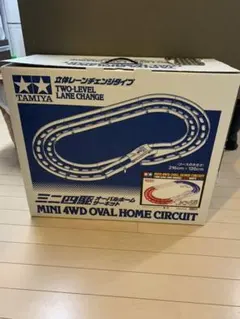 立体レーンチェンジタイプ
TWO-LEVEL
LANE CHANGE
TAMIYA
ミニ四駆 オーバルホーム
サーキット
MINI 4WD OVAL HOME CIRCUIT